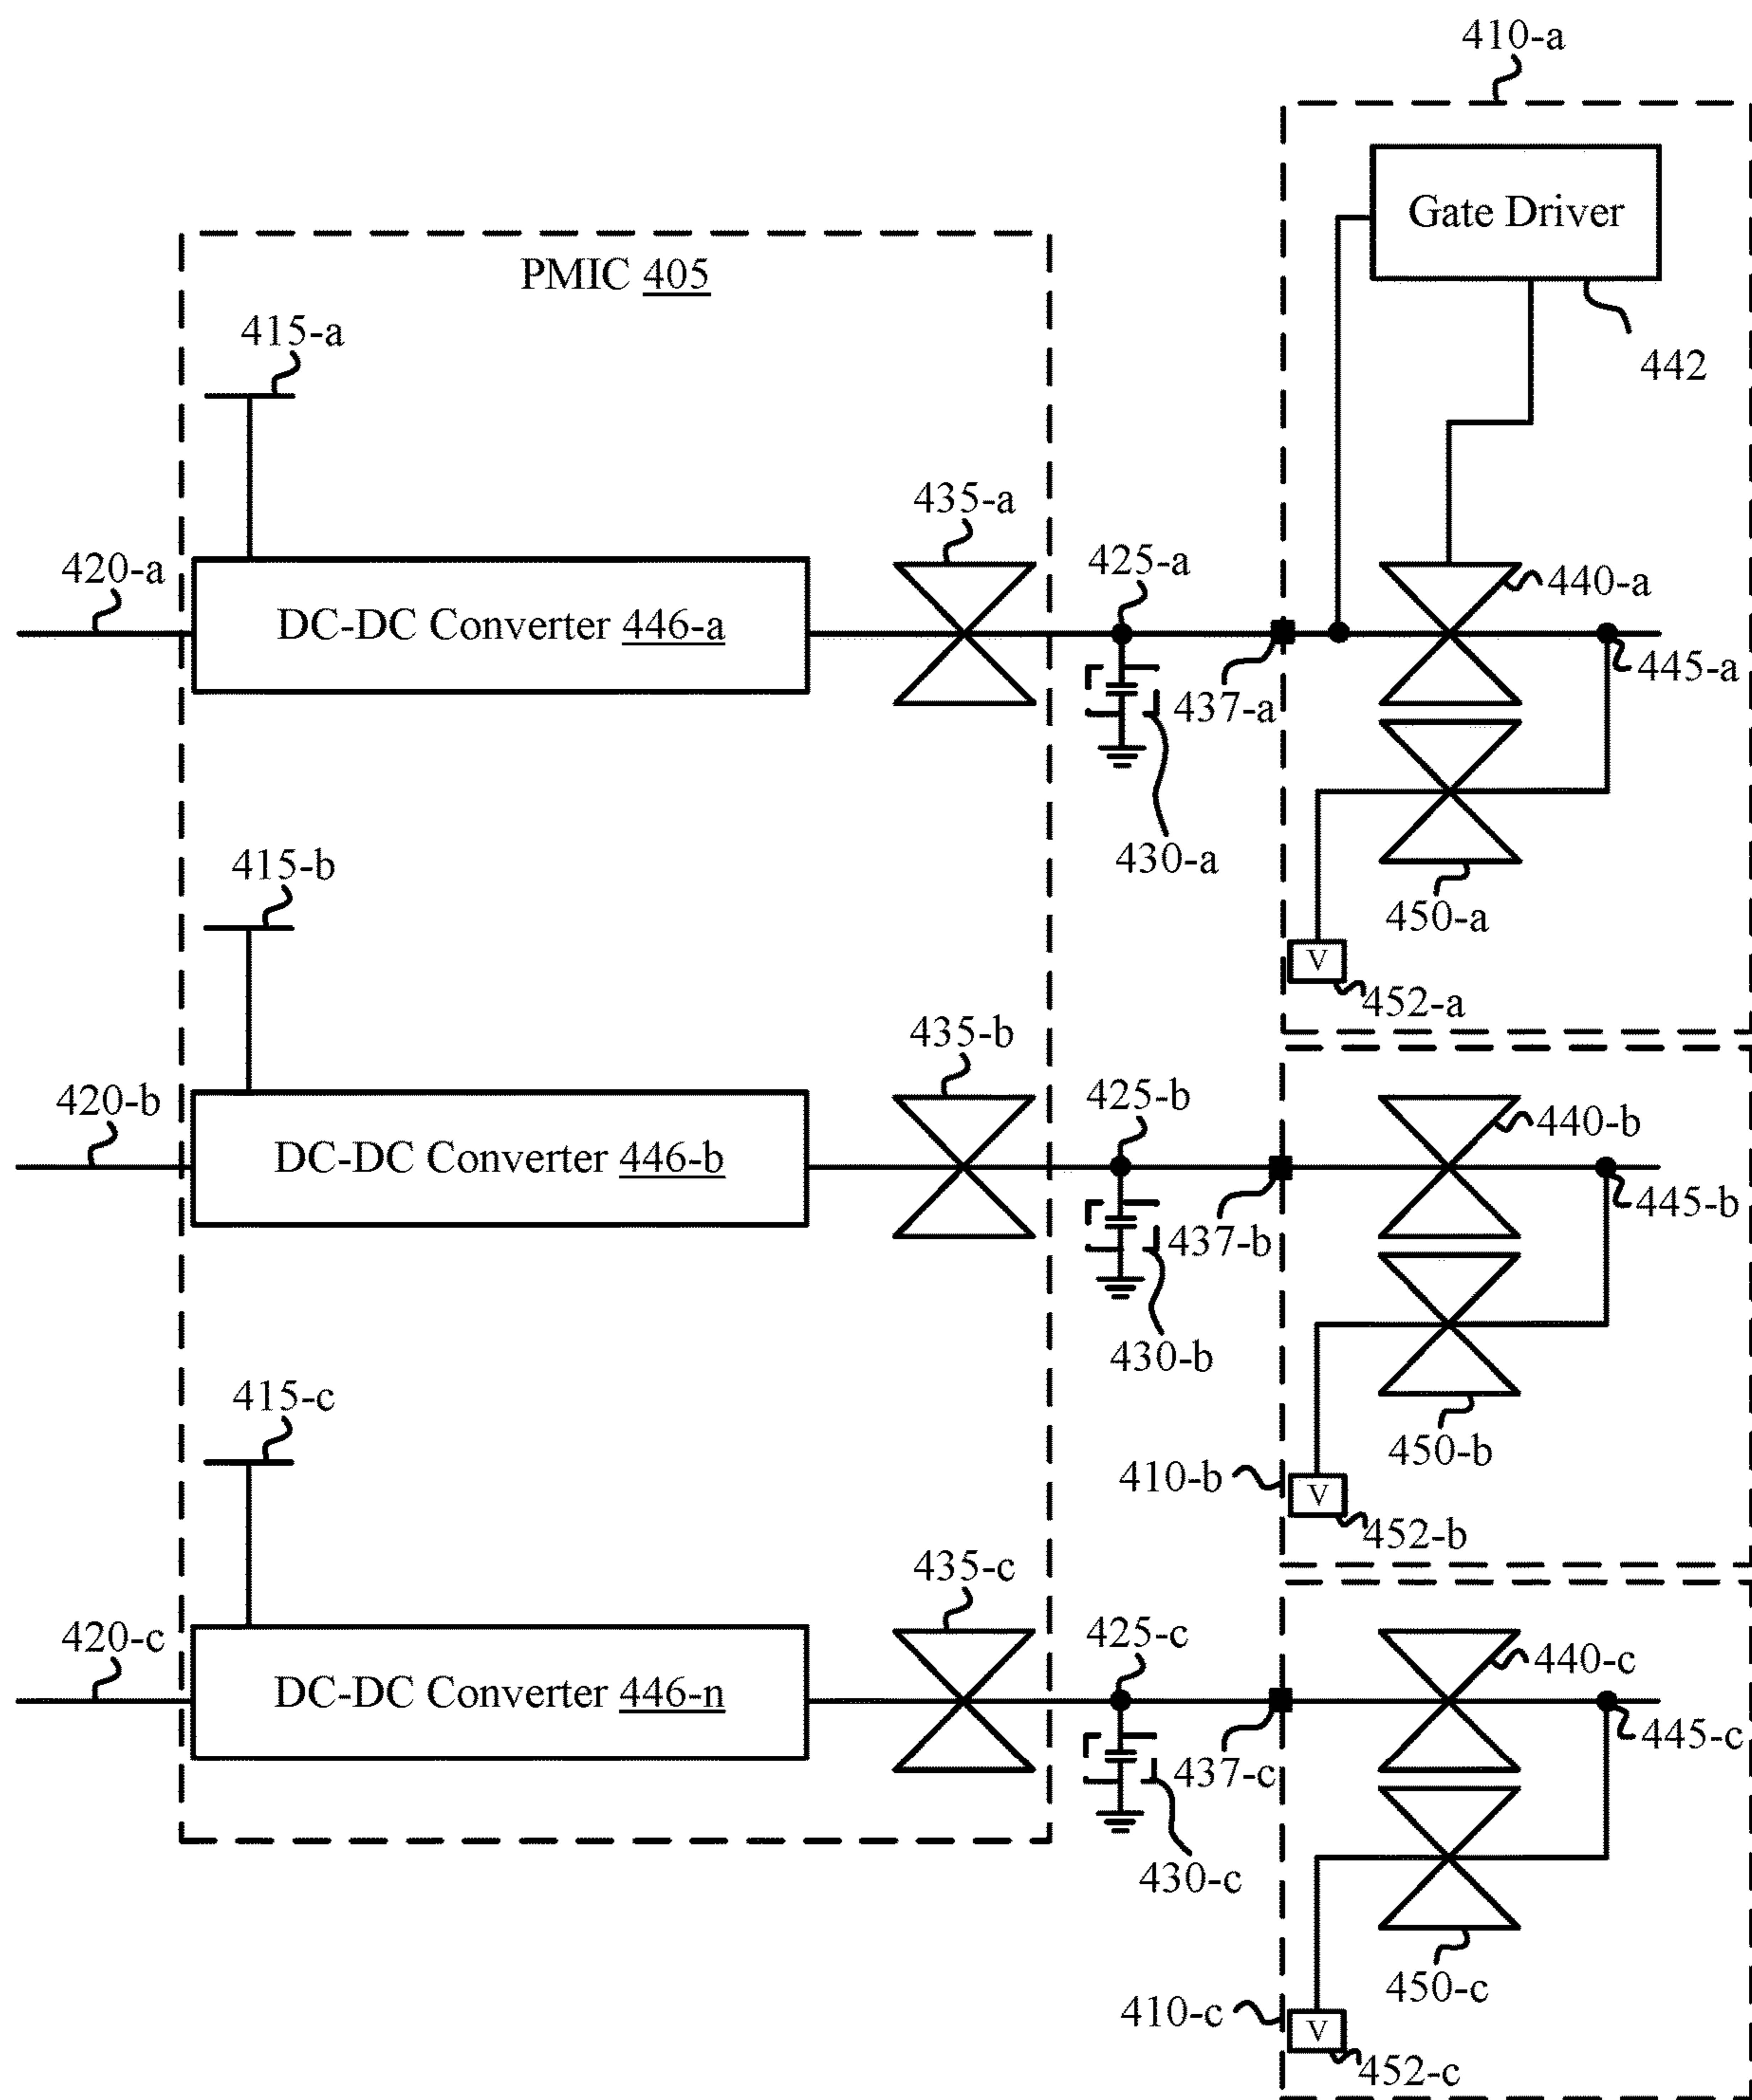 410-a
Gate Driver
442
PMIC 405
415-a
435-a
420-a
DC-DC Converter 446-a
425-a
440-a
437-a
445-a
430-a
450-a
V
452-a
415-b
435-b
420-b
DC-DC Converter 446-b
425-b
440-b
437-b
445-b
430-b
450-b
410-b
V
452-b
415-c
435-c
420-c
DC-DC Converter 446-n
425-c
440-c
437-c
445-c
430-c
450-c
410-c
V
452-c